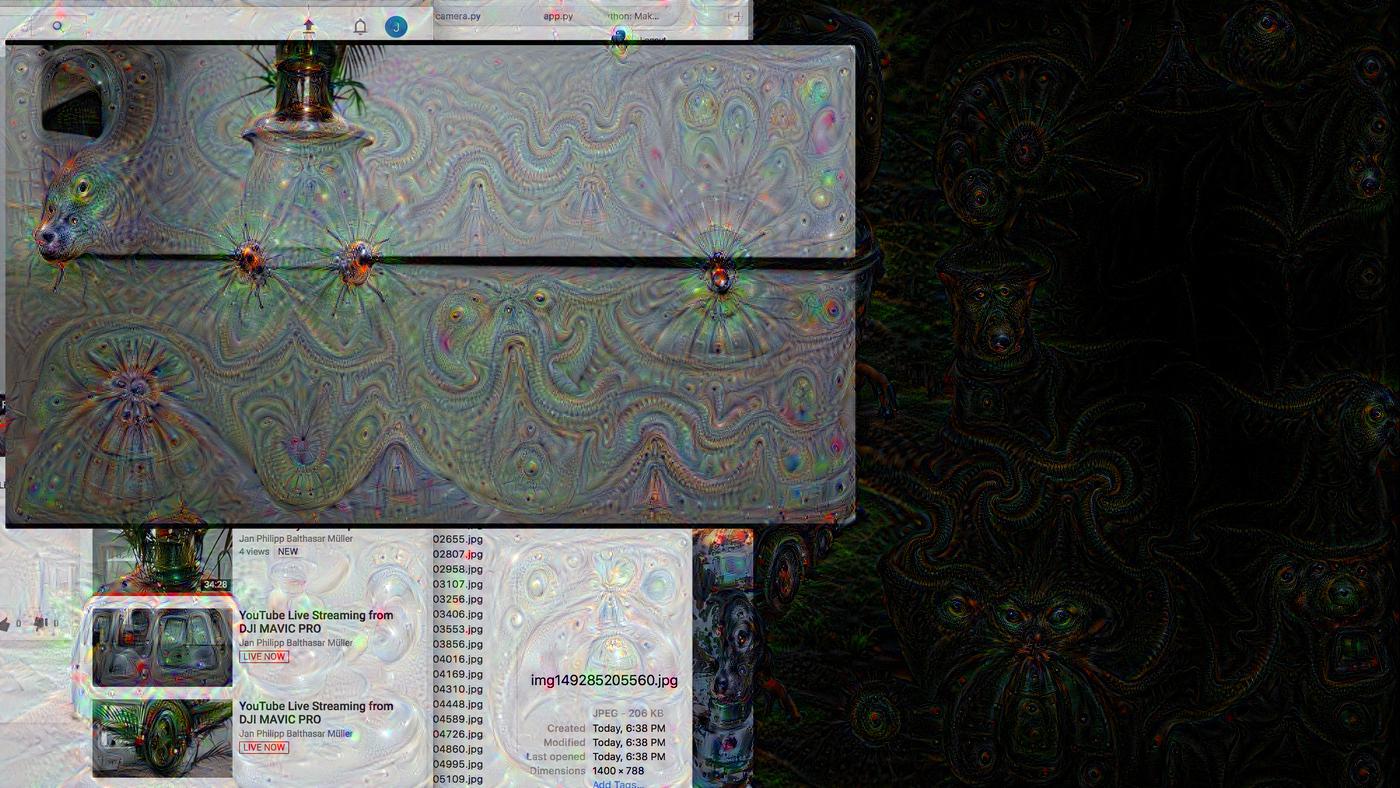 J
camera.py
app.py
thon: Mak...
Jan Philipp Balthasar Müller
4 views NEW
34:28
YouTube Live Streaming from
DJI MAVIC PRO
Jan Philipp Balthasar Müller
LIVE NOW
YouTube Live Streaming from
DJI MAVIC PRO
Jan Philipp Balthasar Müller
LIVE NOW
0 0
02655.jpg
02807.jpg
02958.jpg
03107.jpg
03256.jpg
03406.jpg
03553.jpg
03856.jpg
04016.jpg
04169.jpg
04310.jpg
04448.jpg
04589.jpg
04726.jpg
04860.jpg
04995.jpg
05109.jpg
img149285205560.jpg
JPEG - 206 KB
Created Today, 6:38 PM
Modified Today, 6:38 PM
Last opened Today, 6:38 PM
Dimensions 1400 × 788
Add Tags...